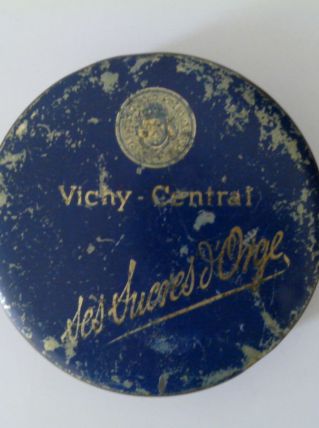 Vichy - Central
Ses Sucres d'Orge